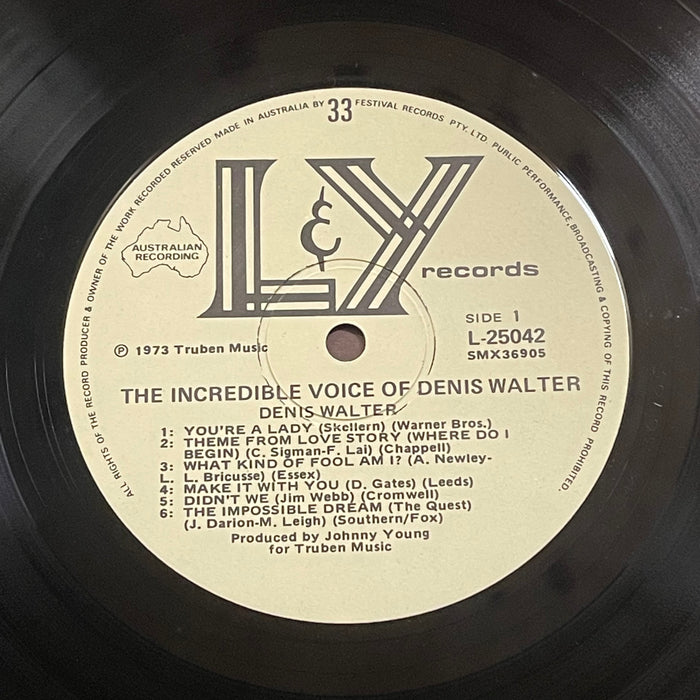 ALL RIGHTS OF THE RECORD PRODUCER & OWNER OF THE WORK RECORDED RESERVED MADE IN AUSTRALIA BY 33 FESTIVAL RECORDS PTY. LTD. PUBLIC PERFORMANCE, BROADCASTING & COPYING OF THIS RECORD PROHIBITED.
L&Y
records
AUSTRALIAN
RECORDING
SIDE 1
L-25042
SMX36905
℗ 1973 Truben Music
THE INCREDIBLE VOICE OF DENIS WALTER
DENIS WALTER
1: YOU'RE A LADY (Skellern) (Warner Bros.)
2: THEME FROM LOVE STORY (WHERE DO I
BEGIN) (C. Sigman-F. Lai) (Chappell)
3: WHAT KIND OF FOOL AM I? (A. Newley-
L. L. Bricusse) (Essex)
4: MAKE IT WITH YOU (D. Gates) (Leeds)
5: DIDN'T WE (Jim Webb) (Cromwell)
6: THE IMPOSSIBLE DREAM (The Quest)
(J. Darion-M. Leigh) (Southern/Fox)
Produced by Johnny Young
for Truben Music